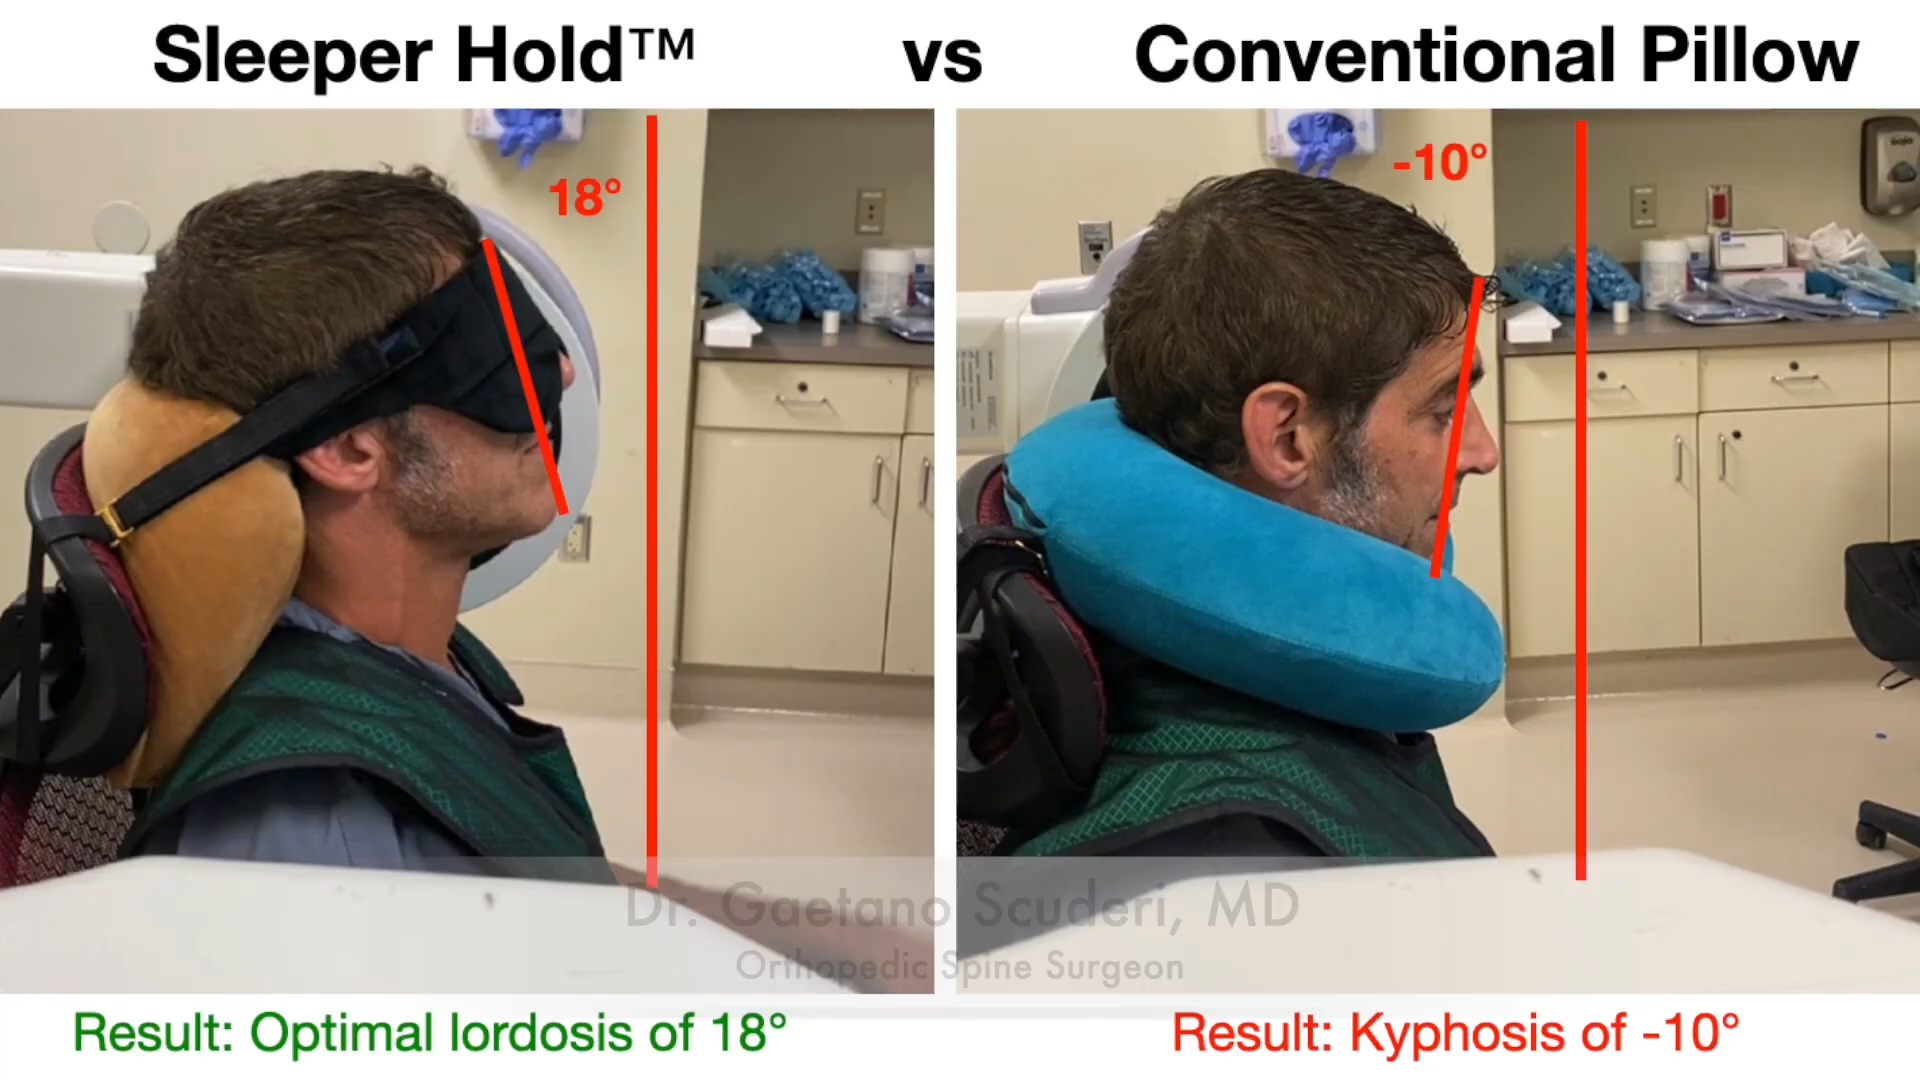 Sleeper Hold™ vs Conventional Pillow
18°
-10°
Dr. Gaetano Scuderi, MD
Orthopedic Spine Surgeon
Result: Optimal lordosis of 18°
Result: Kyphosis of -10°